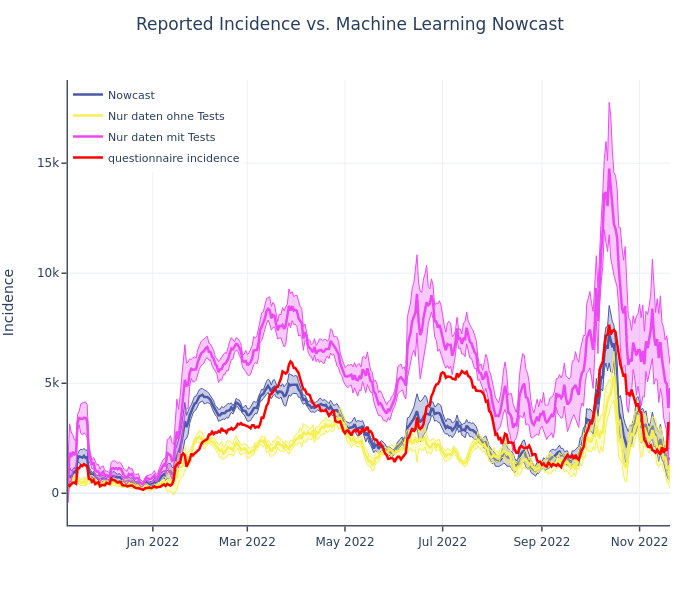 Reported Incidence vs. Machine Learning Nowcast
Nowcast
Nur daten ohne Tests
Nur daten mit Tests
questionnaire incidence
15k
10k
5k
0
Incidence
Jan 2022
Mar 2022
May 2022
Jul 2022
Sep 2022
Nov 2022